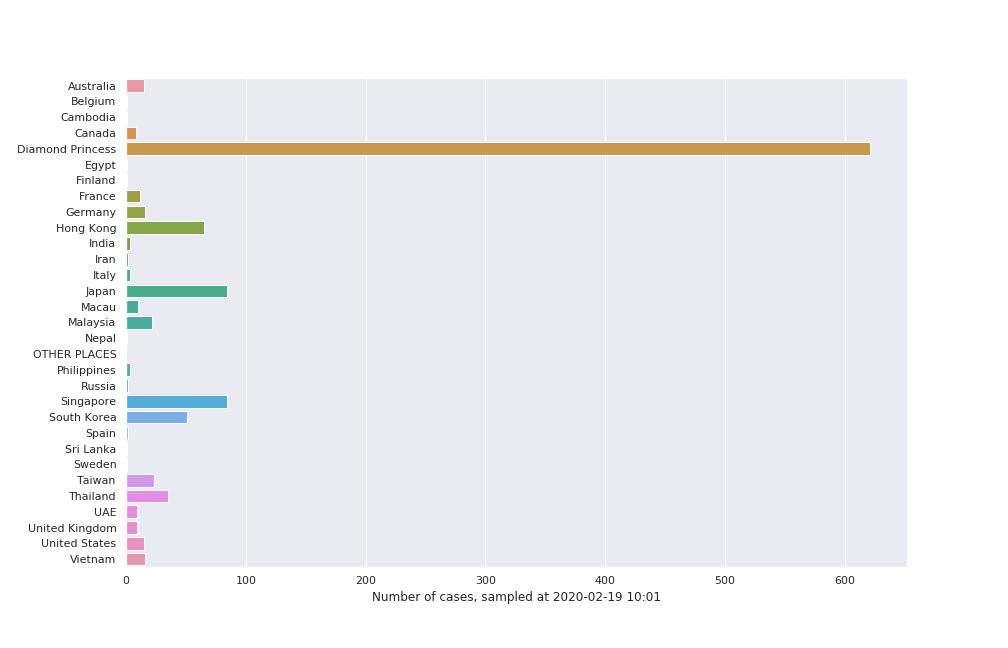 Australia
Belgium
Cambodia
Canada
Diamond Princess
Egypt
Finland
France
Germany
Hong Kong
India
Iran
Italy
Japan
Macau
Malaysia
Nepal
OTHER PLACES
Philippines
Russia
Singapore
South Korea
Spain
Sri Lanka
Sweden
Taiwan
Thailand
UAE
United Kingdom
United States
Vietnam
0 100 200 300 400 500 600
Number of cases, sampled at 2020-02-19 10:01